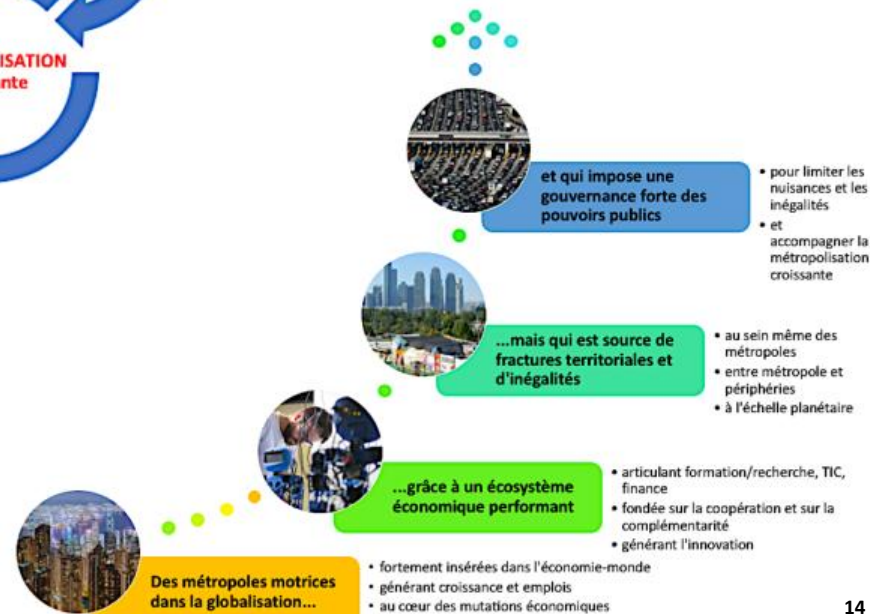 ISATION
nte
et qui impose une
gouvernance forte des
pouvoirs publics
• pour limiter les
nuisances et les
inégalités
• et
accompagner la
métropolisation
croissante
...mais qui est source de
fractures territoriales et
d'inégalités
• au sein même des
métropoles
• entre métropole et
périphéries
• à l'échelle planétaire
...grâce à un écosystème
économique performant
• articulant formation/recherche, TIC,
finance
• fondée sur la coopération et sur la
complémentarité
• générant l'innovation
Des métropoles motrices
dans la globalisation...
• fortement insérées dans l'économie-monde
• générant croissance et emplois
• au cœur des mutations économiques
14